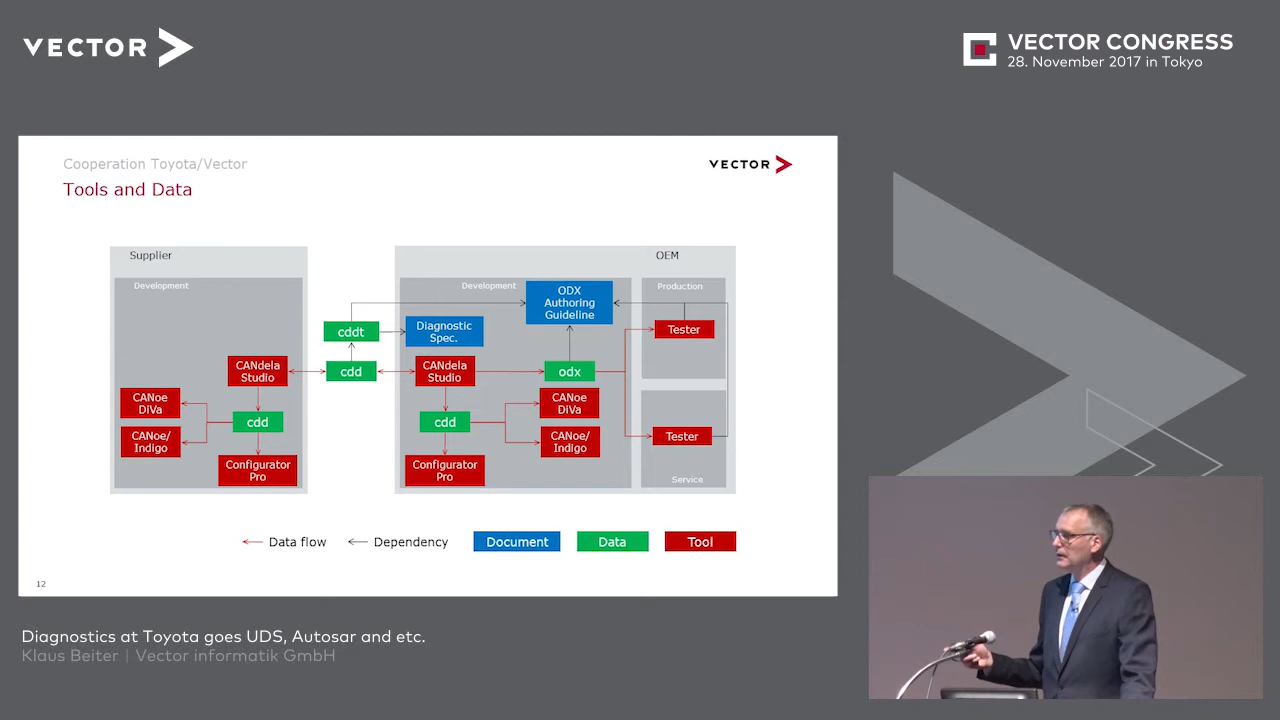 VECTOR
VECTOR CONGRESS
28. November 2017 in Tokyo
Cooperation Toyota/Vector
Tools and Data
VECTOR
Supplier
OEM
Development
Development
Production
ODX
Authoring
Guideline
cddt
Diagnostic
Spec.
Tester
CANdela
Studio
cdd
CANdela
Studio
odx
CANoe
DiVa
CANoe
DiVa
cdd
cdd
CANoe/
Indigo
CANoe/
Indigo
Tester
Configurator
Pro
Configurator
Pro
Service
Data flow
Dependency
Document
Data
Tool
12
Diagnostics at Toyota goes UDS, Autosar and etc.
Klaus Beiter | Vector informatik GmbH